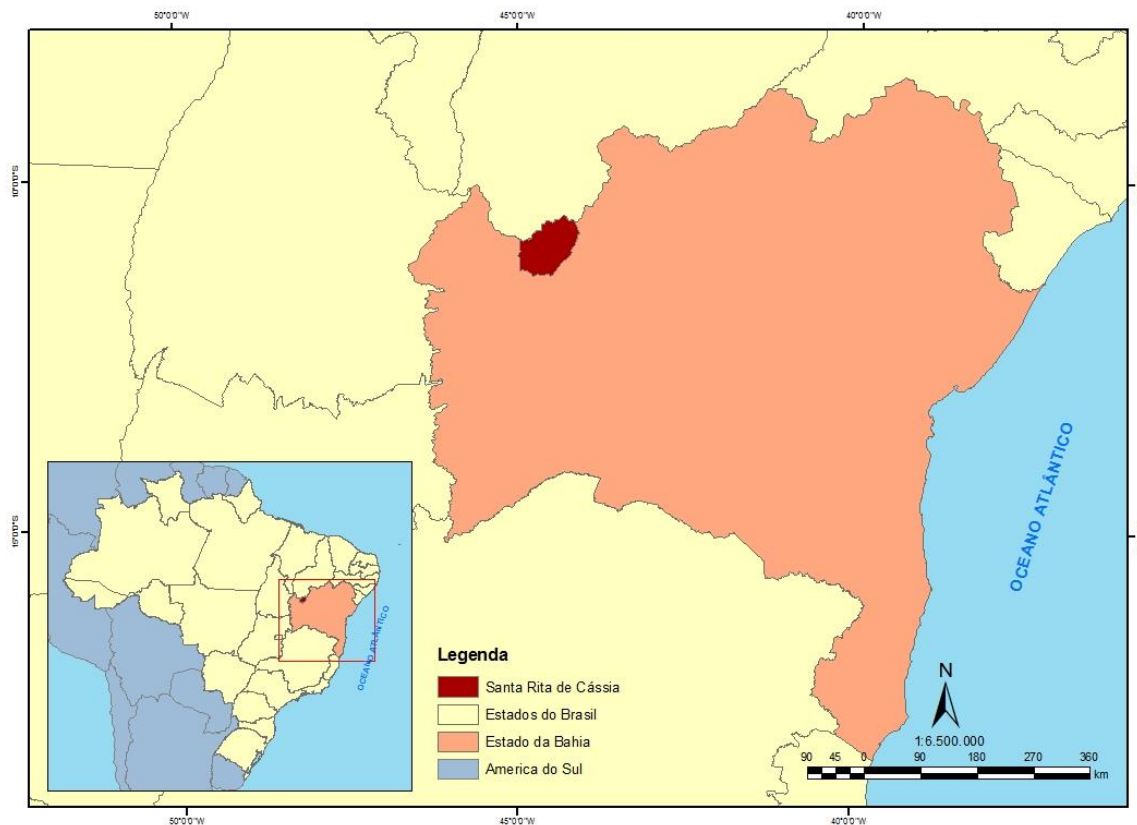 50°0'0"W 45°0'0"W 40°0'0"W
10°0'0"S
15°0'0"S
OCEANO ATLÂNTICO
OCEANO ATLÂNTICO
Legenda
Santa Rita de Cássia
Estados do Brasil
Estado da Bahia
America do Sul
N
1:6.500.000
90 45 0 90 180 270 360
km
50°0'0"W 45°0'0"W 40°0'0"W